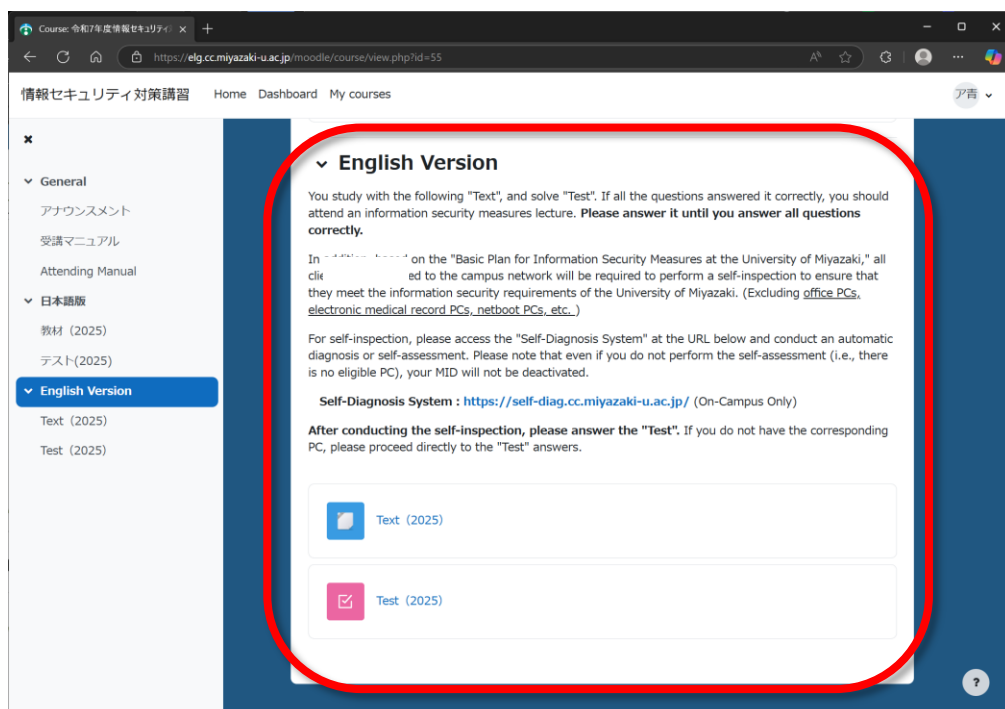 Course: 令和7年度情報セキュリティ
https://elg.cc.miyazaki-u.ac.jp/moodle/course/view.php?id=55
情報セキュリティ対策講習 Home Dashboard My courses ア青
General
アナウンスメント
受講マニュアル
Attending Manual
日本語版
教材（2025）
テスト(2025)
English Version
Text（2025）
Test（2025）
English Version
You study with the following "Text", and solve "Test". If all the questions answered it correctly, you should
attend an information security measures lecture. Please answer it until you answer all questions
correctly.
In on the "Basic Plan for Information Security Measures at the University of Miyazaki," all
clie ed to the campus network will be required to perform a self-inspection to ensure that
they meet the information security requirements of the University of Miyazaki. (Excluding office PCs,
electronic medical record PCs, netboot PCs, etc. )
For self-inspection, please access the "Self-Diagnosis System" at the URL below and conduct an automatic
diagnosis or self-assessment. Please note that even if you do not perform the self-assessment (i.e., there
is no eligible PC), your MID will not be deactivated.
Self-Diagnosis System : https://self-diag.cc.miyazaki-u.ac.jp/ (On-Campus Only)
After conducting the self-inspection, please answer the "Test". If you do not have the corresponding
PC, please proceed directly to the "Test" answers.
Text（2025）
Test（2025）
?